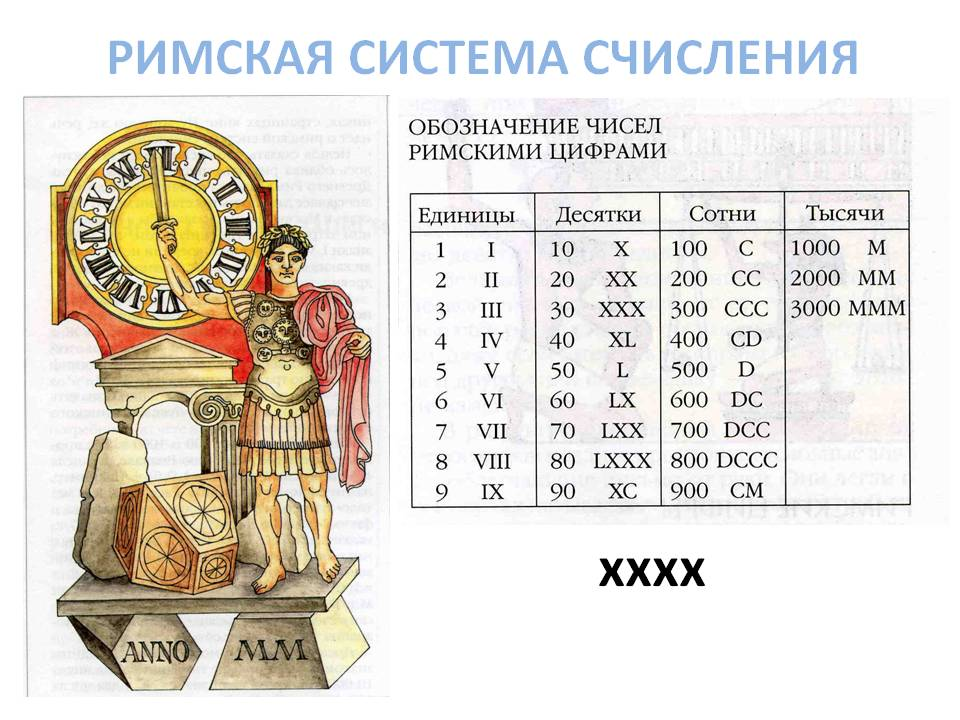 РИМСКАЯ СИСТЕМА СЧИСЛЕНИЯ
ОБОЗНАЧЕНИЕ ЧИСЕЛ
РИМСКИМИ ЦИФРАМИ
Единицы Десятки Сотни Тысячи
1 I 10 X 100 C 1000 M
2 II 20 XX 200 CC 2000 MM
3 III 30 XXX 300 CCC 3000 MMM
4 IV 40 XL 400 CD
5 V 50 L 500 D
6 VI 60 LX 600 DC
7 VII 70 LXX 700 DCC
8 VIII 80 LXXX 800 DCCC
9 IX 90 XC 900 CM
XXXX
ANNO MM